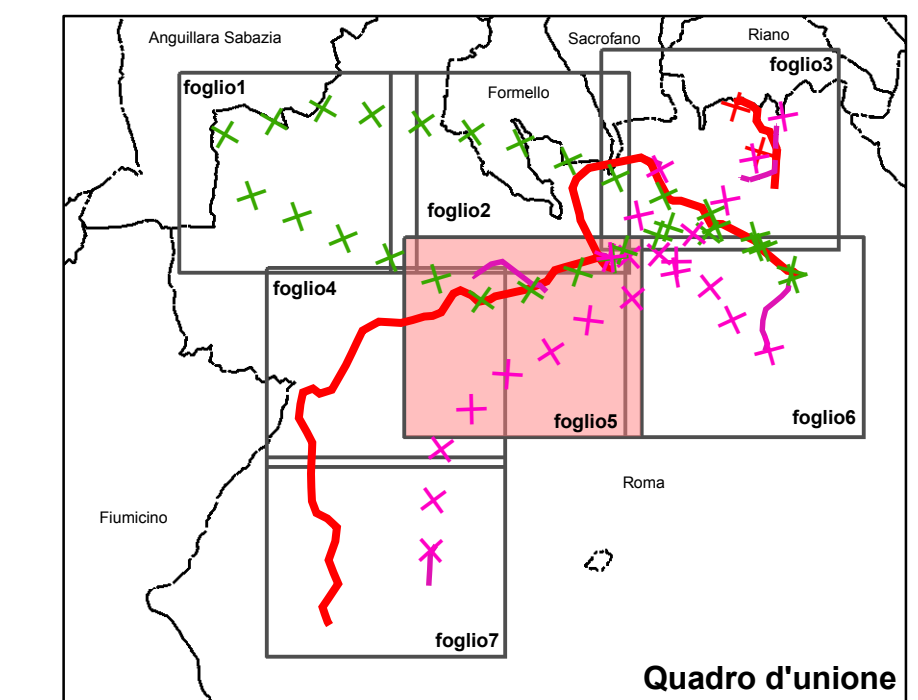 Anguillara Sabazia
Sacrofano
Riano
foglio3
foglio1
Formello
foglio2
foglio4
foglio5
foglio6
Roma
Fiumicino
foglio7
Quadro d'unione